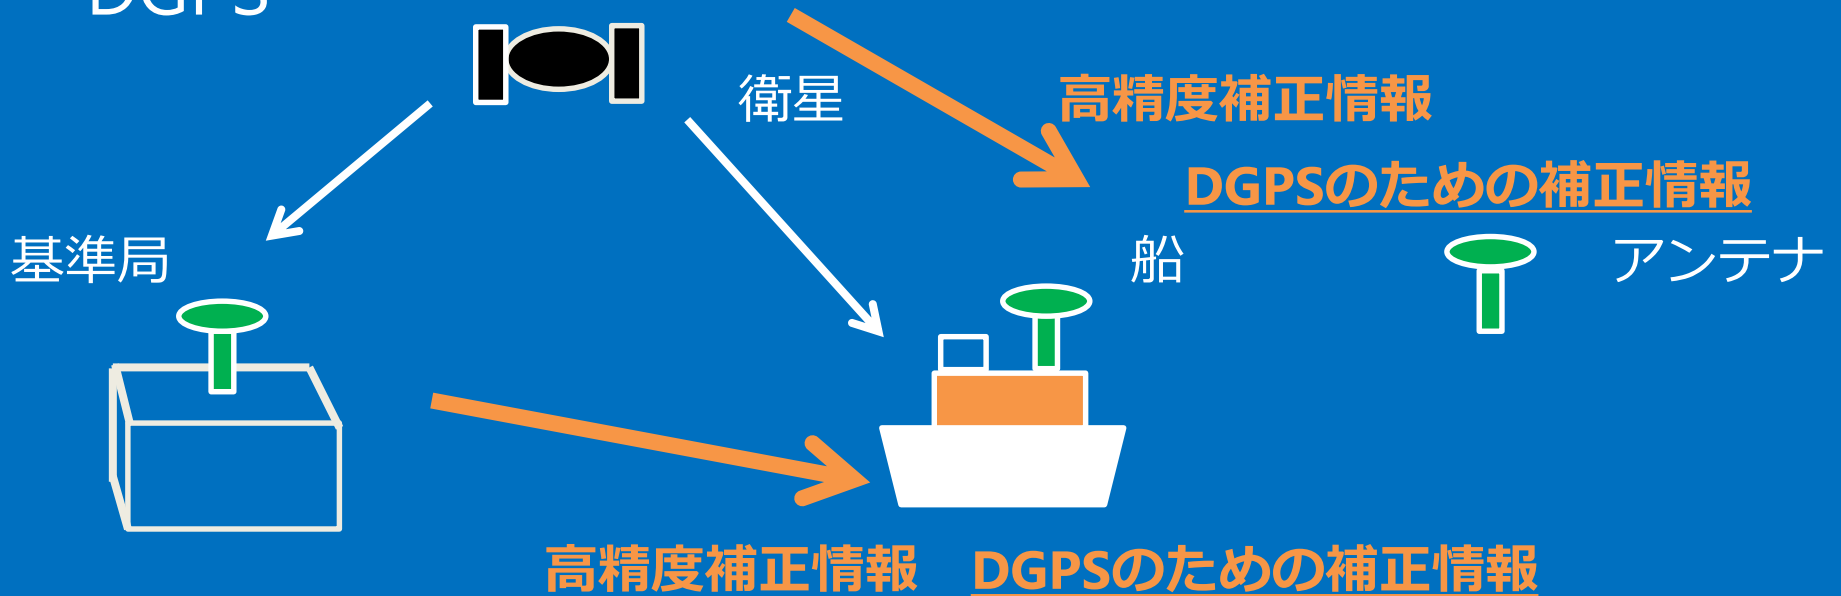 DGPS
衛星
高精度補正情報
DGPSのための補正情報
基準局
船
アンテナ
高精度補正情報 DGPSのための補正情報